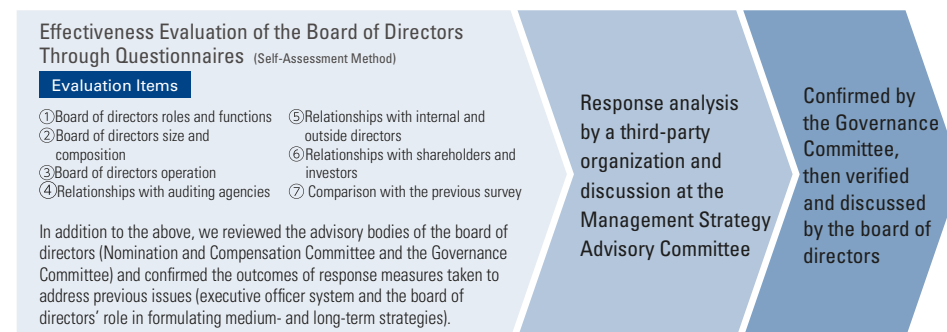 Effectiveness Evaluation of the Board of Directors
Through Questionnaires (Self-Assessment Method)
Evaluation Items
①Board of directors roles and functions
②Board of directors size and
composition
③Board of directors operation
④Relationships with auditing agencies
⑤Relationships with internal and
outside directors
⑥Relationships with shareholders and
investors
⑦ Comparison with the previous survey
In addition to the above, we reviewed the advisory bodies of the board of
directors (Nomination and Compensation Committee and the Governance
Committee) and confirmed the outcomes of response measures taken to
address previous issues (executive officer system and the board of
directors' role in formulating medium- and long-term strategies).
Response analysis
by a third-party
organization and
discussion at the
Management Strategy
Advisory Committee
Confirmed by
the Governance
Committee,
then verified
and discussed
by the board of
directors